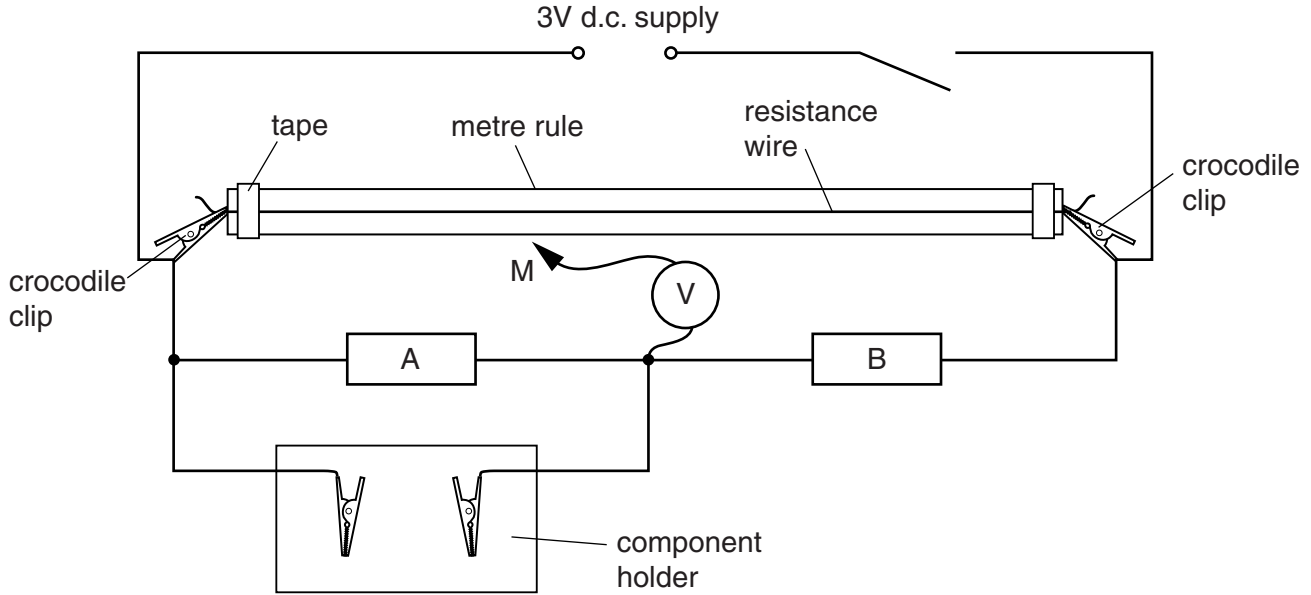 3V d.c. supply
tape
metre rule
resistance
wire
crocodile
clip
crocodile
clip
M
V
A
B
component
holder